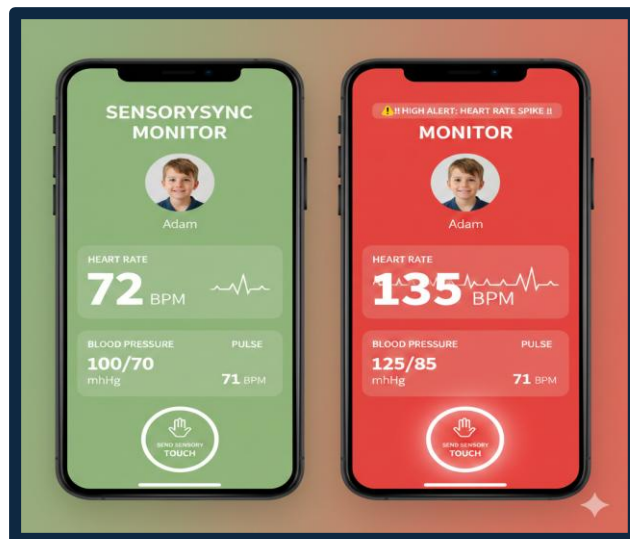 SENSORYSYNC
MONITOR
Adam
HEART RATE
72 BPM
BLOOD PRESSURE PULSE
100/70
mhHg 71 BPM
SEND SENSORY
TOUCH
⚠️!! HIGH ALERT: HEART RATE SPIKE !!
MONITOR
Adam
HEART RATE
135 BPM
BLOOD PRESSURE PULSE
125/85
mhHg 71 BPM
SEND SENSORY
TOUCH